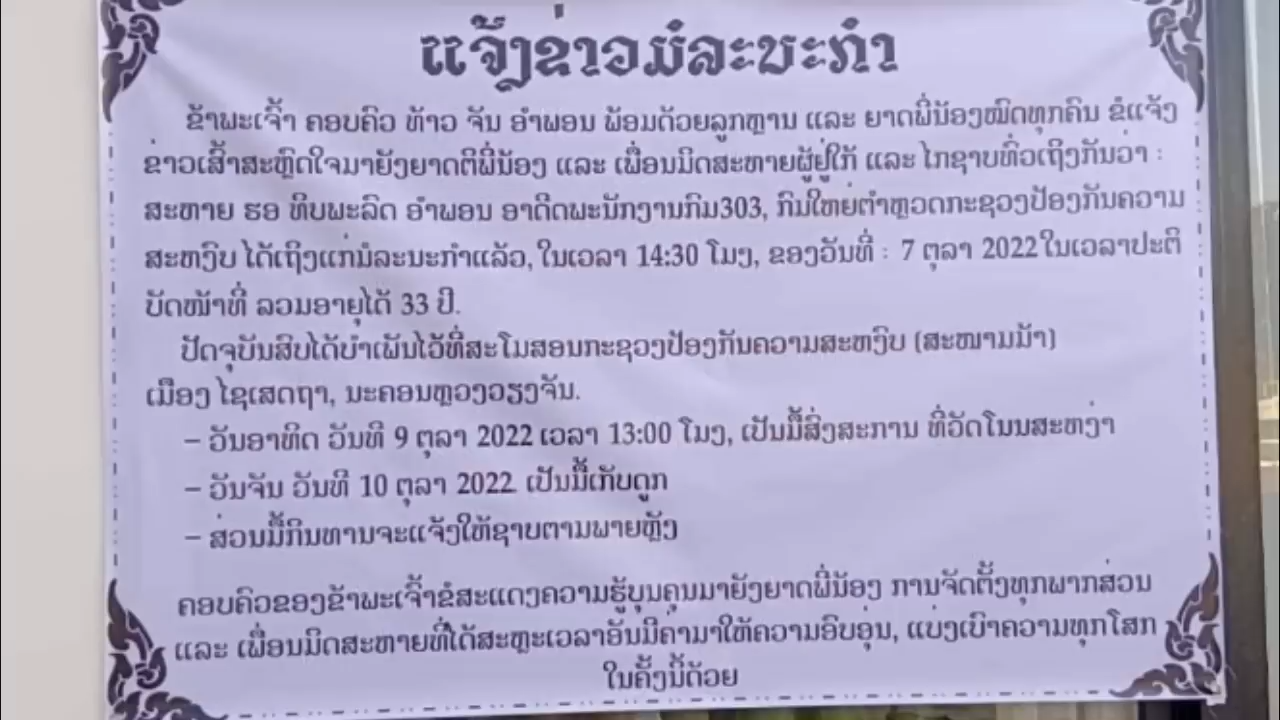 ແຈ້ງຂ່າວມໍລະນະກຳ
ຂ້າພະເຈົ້າ ຄອບຄົວ ທ້າວ ຈັນ ອຳພອນ ພ້ອມດ້ວຍລູກຫຼານ ແລະ ຍາດພີ່ນ້ອງໝົດທຸກຄົນ ຂໍແຈ້ງ
ຂ່າວເສົ້າສະຫຼົດໃຈມາຍັງຍາດຕິພີ່ນ້ອງ ແລະ ເພື່ອນມິດສະຫາຍຜູ້ຢູ່ໃກ້ ແລະ ໄກຊາບທົ່ວເຖິງກັນວ່າ :
ສະຫາຍ ຮອ ທິບພະລົດ ອຳພອນ ອາດີດພະນັກງານກົມ303, ກົມໃຫຍ່ຕຳຫຼວດກະຊວງປ້ອງກັນຄວາມ
ສະຫງົບ ໄດ້ເຖິງແກ່ມໍລະນະກຳແລ້ວ, ໃນເວລາ 14:30 ໂມງ, ຂອງວັນທີ່ : 7 ຕຸລາ 2022 ໃນເວລາປະຕິ
ບັດໜ້າທີ່ ລວມອາຍຸໄດ້ 33 ປີ.
ປັດຈຸບັນສົບໄດ້ບຳເພັນໄວ້ທີ່ສະໂມສອນກະຊວງປ້ອງກັນຄວາມສະຫງົບ (ສະໜາມມ້າ)
ເມືອງ ໄຊເສດຖາ, ນະຄອນຫຼວງວຽງຈັນ.
– ວັນອາທິດ ວັນທີ 9 ຕຸລາ 2022 ເວລາ 13:00 ໂມງ, ເປັນມື້ສົ່ງສະການ ທີ່ວັດໂນນສະຫງ່າ
– ວັນຈັນ ວັນທີ 10 ຕຸລາ 2022 ເປັນມື້ເກັບດູກ
– ສ່ວນມື້ກິນທານຈະແຈ້ງໃຫ້ຊາບຕາມພາຍຫຼັງ
ຄອບຄົວຂອງຂ້າພະເຈົ້າຂໍສະແດງຄວາມຮູ້ບຸນຄຸນມາຍັງຍາດພີ່ນ້ອງ ການຈັດຕັ້ງທຸກພາກສ່ວນ
ແລະ ເພື່ອນມິດສະຫາຍທີ່ໄດ້ສະຫຼະເວລາອັນມີຄ່າມາໃຫ້ຄວາມອົບອຸ່ນ, ແບ່ງເບົາຄວາມທຸກໂສກ
ໃນຄັ້ງນີ້ດ້ວຍ